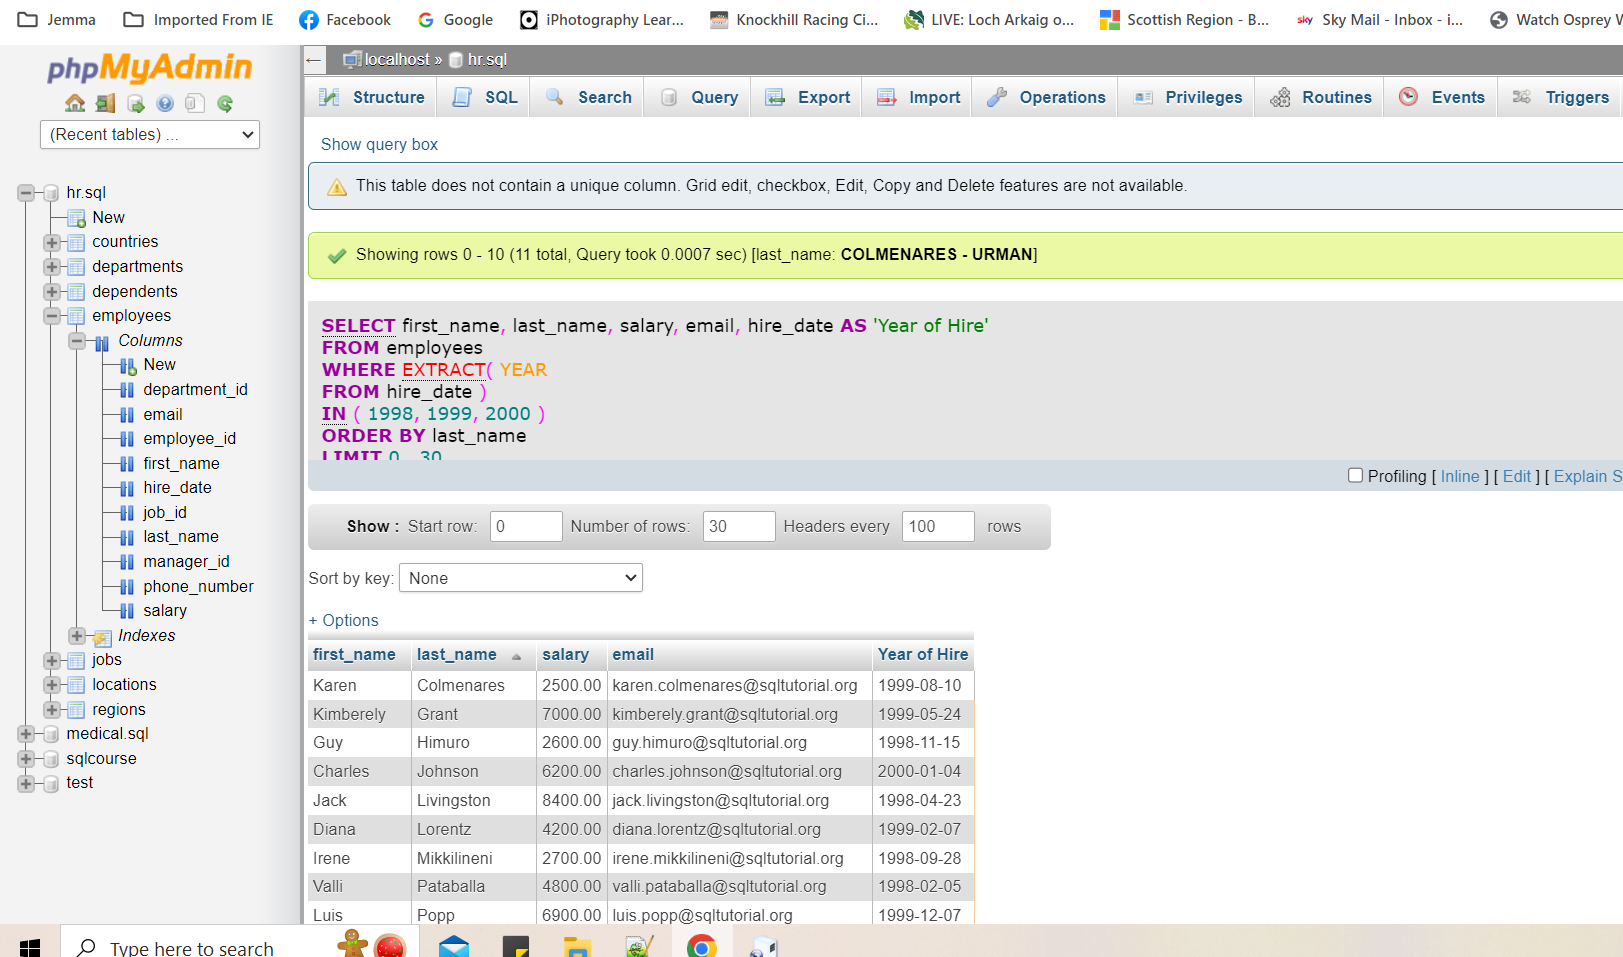 Jemma Imported From IE Facebook Google iPhotography Lear... Knockhill Racing Ci... LIVE: Loch Arkaig o... Scottish Region - B... sky Sky Mail - Inbox - i... Watch Osprey W
phpMyAdmin
(Recent tables) ...
hr.sql
New
countries
departments
dependents
employees
Columns
New
department_id
email
employee_id
first_name
hire_date
job_id
last_name
manager_id
phone_number
salary
Indexes
jobs
locations
regions
medical.sql
sqlcourse
test
← localhost » hr.sql
Structure SQL Search Query Export Import Operations Privileges Routines Events Triggers
Show query box
This table does not contain a unique column. Grid edit, checkbox, Edit, Copy and Delete features are not available.
Showing rows 0 - 10 (11 total, Query took 0.0007 sec) [last_name: COLMENARES - URMAN]
SELECT first_name, last_name, salary, email, hire_date AS 'Year of Hire'
FROM employees
WHERE EXTRACT( YEAR
FROM hire_date )
IN ( 1998, 1999, 2000 )
ORDER BY last_name
LIMIT 0 , 30
Profiling [ Inline ] [ Edit ] [ Explain S
Show : Start row: 0 Number of rows: 30 Headers every 100 rows
Sort by key: None
+ Options
first_name last_name salary email Year of Hire
Karen Colmenares 2500.00 karen.colmenares@sqltutorial.org 1999-08-10
Kimberely Grant 7000.00 kimberely.grant@sqltutorial.org 1999-05-24
Guy Himuro 2600.00 guy.himuro@sqltutorial.org 1998-11-15
Charles Johnson 6200.00 charles.johnson@sqltutorial.org 2000-01-04
Jack Livingston 8400.00 jack.livingston@sqltutorial.org 1998-04-23
Diana Lorentz 4200.00 diana.lorentz@sqltutorial.org 1999-02-07
Irene Mikkilineni 2700.00 irene.mikkilineni@sqltutorial.org 1998-09-28
Valli Pataballa 4800.00 valli.pataballa@sqltutorial.org 1998-02-05
Luis Popp 6900.00 luis.popp@sqltutorial.org 1999-12-07
Type here to search